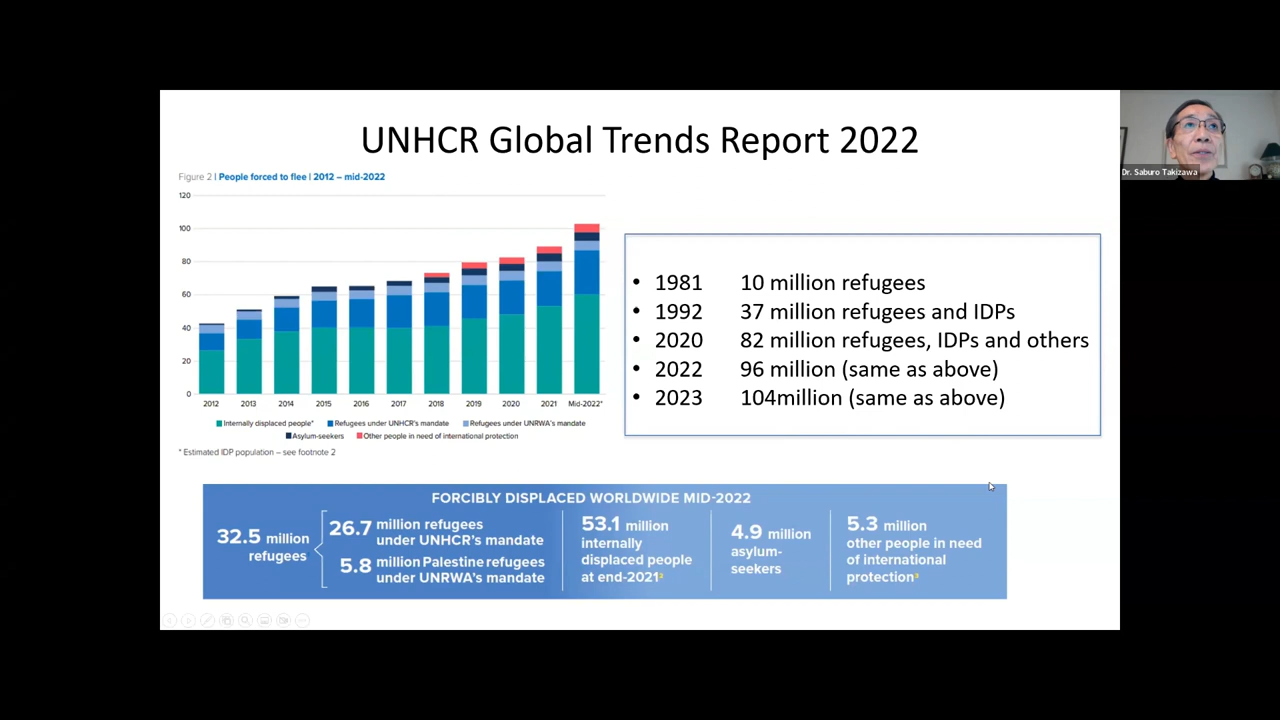 UNHCR Global Trends Report 2022
Figure 2 | People forced to flee | 2012 – mid-2022
120
100
80
60
40
20
0
2012 2013 2014 2015 2016 2017 2018 2019 2020 2021 Mid-2022*
Internally displaced people* Refugees under UNHCR's mandate Refugees under UNRWA's mandate
Asylum-seekers Other people in need of international protection
* Estimated IDP population – see footnote 2
• 1981 10 million refugees
• 1992 37 million refugees and IDPs
• 2020 82 million refugees, IDPs and others
• 2022 96 million (same as above)
• 2023 104million (same as above)
FORCIBLY DISPLACED WORLDWIDE MID-2022
32.5 million
refugees
26.7 million refugees
under UNHCR's mandate
5.8 million Palestine refugees
under UNRWA's mandate
53.1 million
internally
displaced people
at end-2021²
4.9 million
asylum-
seekers
5.3 million
other people in need
of international
protection³
Dr. Saburo Takizawa